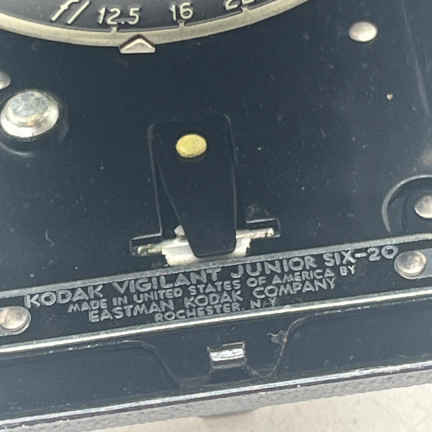 f/ 12.5 16
KODAK VIGILANT JUNIOR SIX-20
MADE IN UNITED STATES OF AMERICA BY
EASTMAN KODAK COMPANY
ROCHESTER, N.Y.